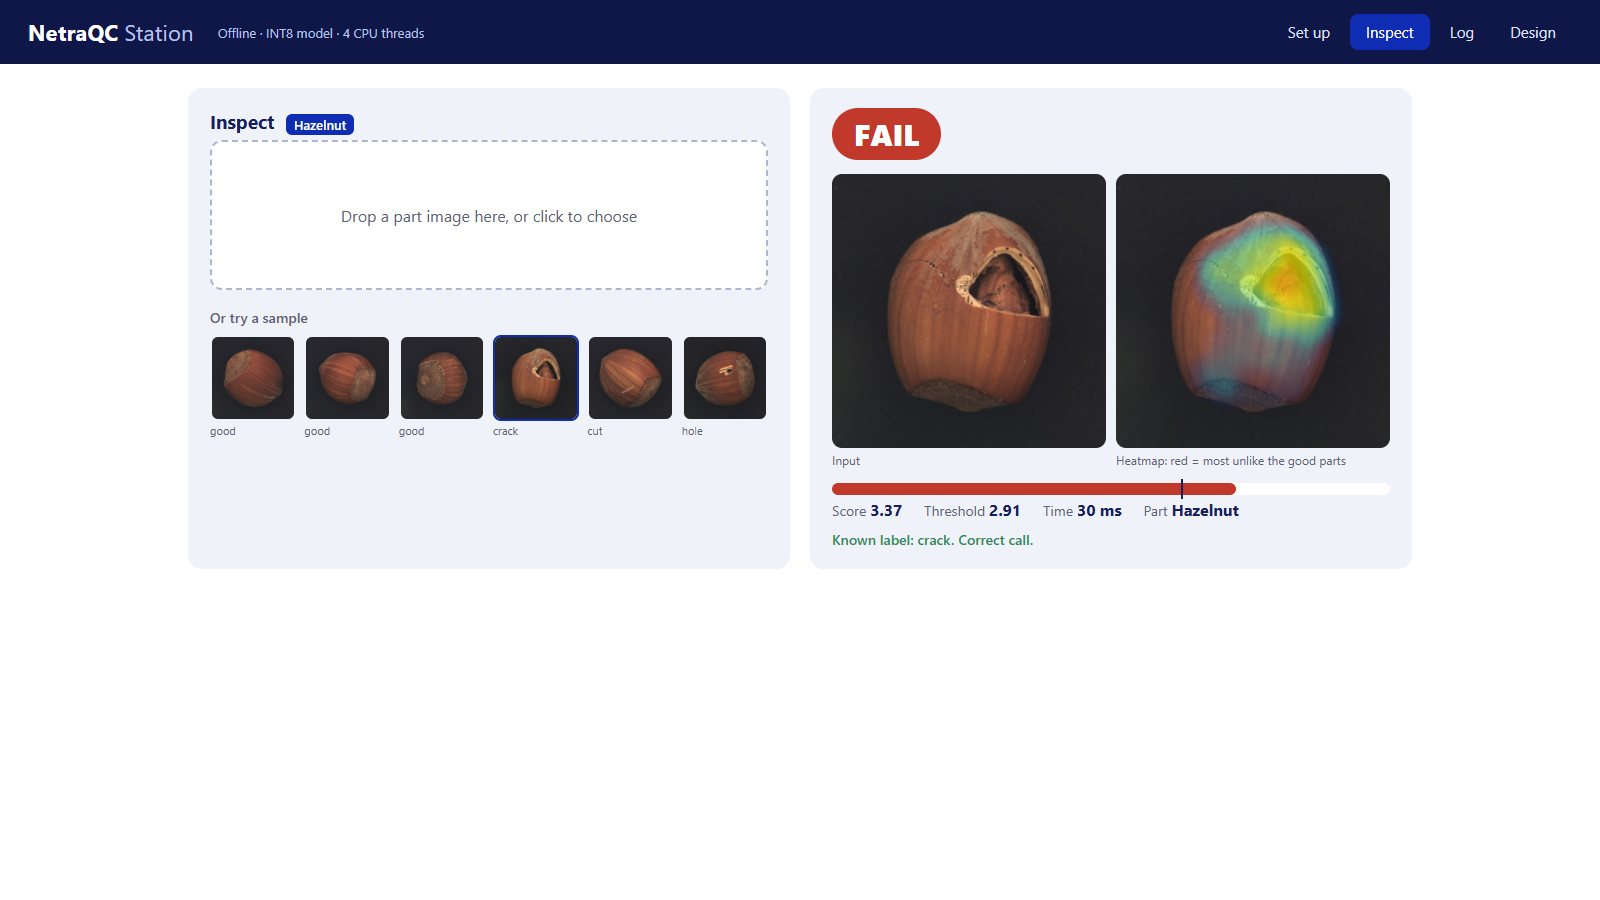 NetraQC Station
Offline · INT8 model · 4 CPU threads
Set up
Inspect
Log
Design
Inspect
Hazelnut
Drop a part image here, or click to choose
Or try a sample
good
good
good
crack
cut
hole
FAIL
Input
Heatmap: red = most unlike the good parts
Score 3.37 Threshold 2.91 Time 30 ms Part Hazelnut
Known label: crack. Correct call.